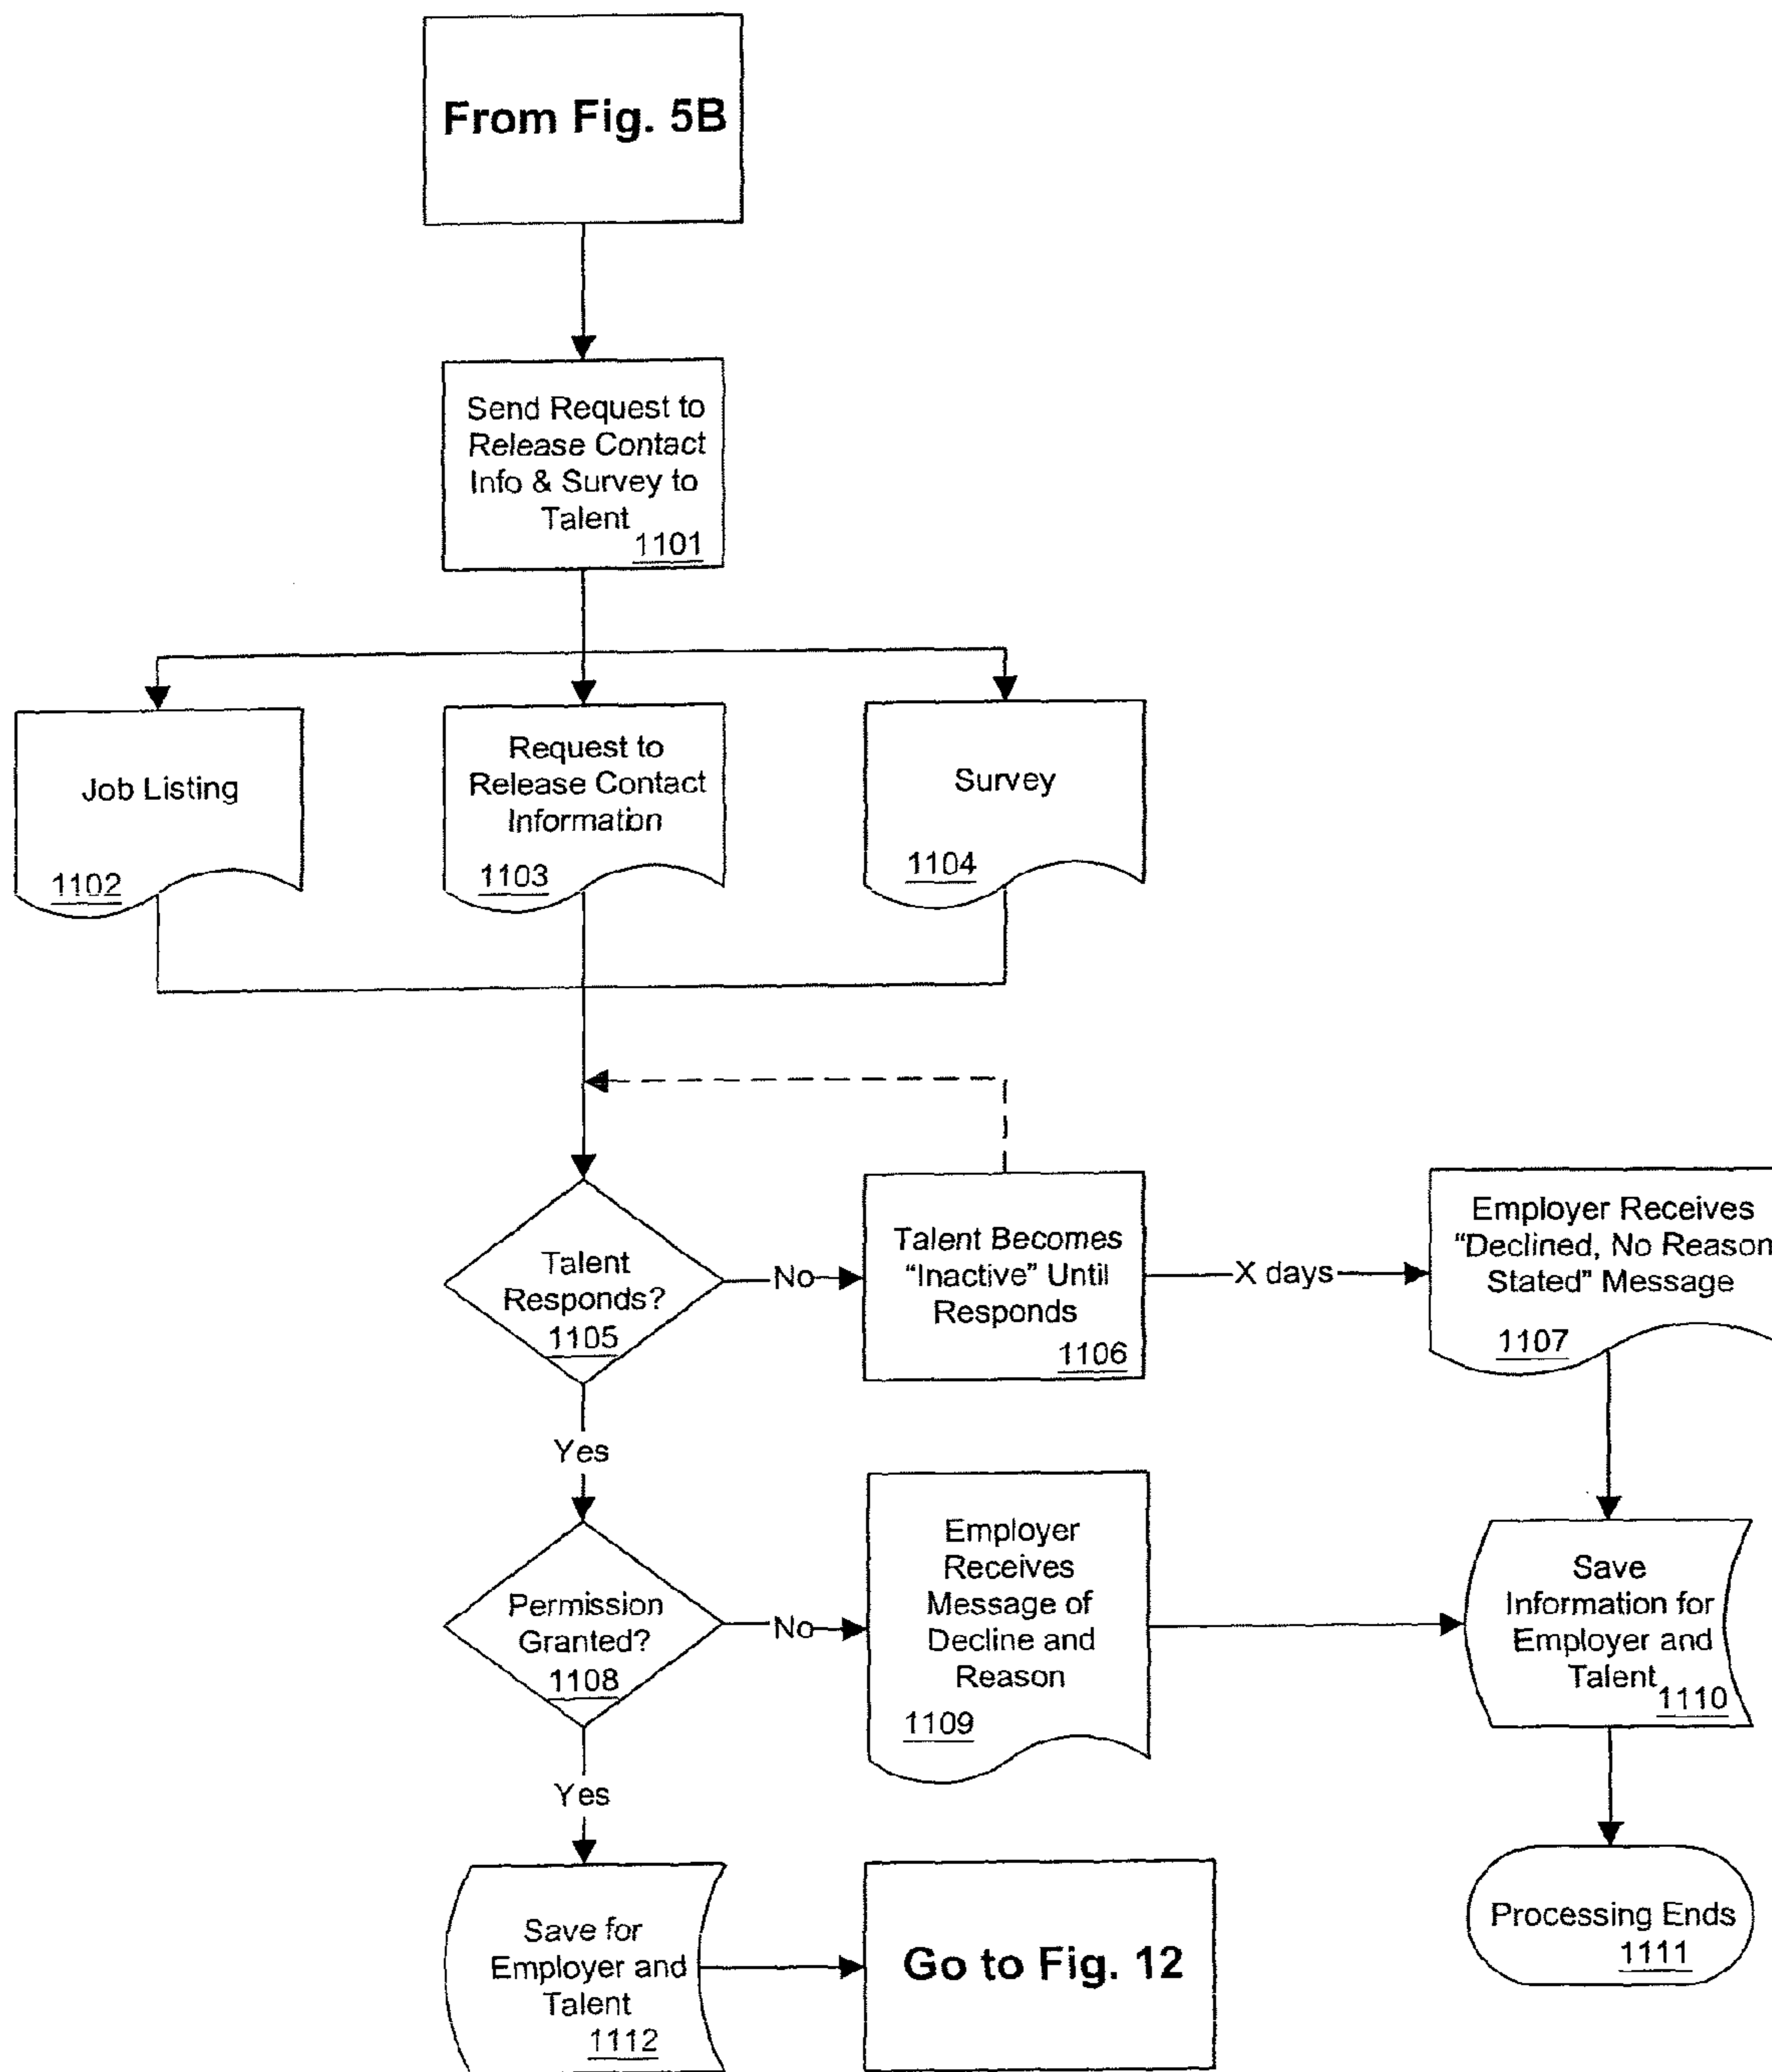 From Fig. 5B
Send Request to
Release Contact
Info & Survey to
Talent
1101
Job Listing
1102
Request to
Release Contact
Information
1103
Survey
1104
Talent
Responds?
1105
No
Talent Becomes
“Inactive” Until
Responds
1106
X days
Employer Receives
“Declined, No Reason
Stated” Message
1107
Yes
Permission
Granted?
1108
No
Employer
Receives
Message of
Decline and
Reason
1109
Save
Information for
Employer and
Talent
1110
Yes
Save for
Employer and
Talent
1112
Go to Fig. 12
Processing Ends
1111